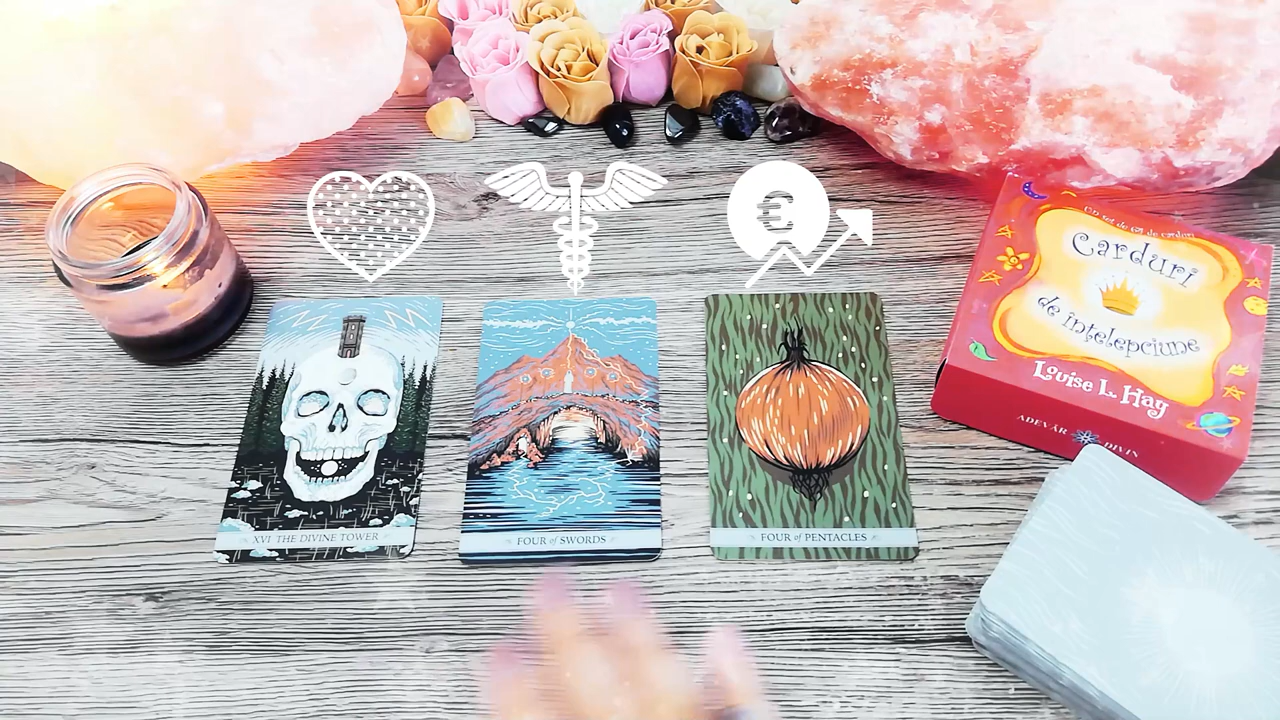 €
XVI THE DIVINE TOWER
FOUR of SWORDS
FOUR of PENTACLES
Un set de 64 de carduri
Carduri
de înțelepciune
Louise L. Hay
ADEVĂR DIVIN